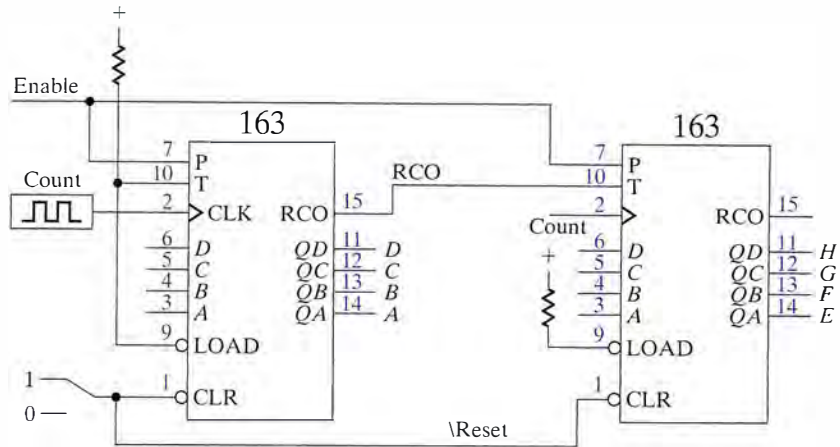 +
Enable
163
163
7 P
7 P
10 T
RCO
10 T
Count
2 CLK
RCO 15
2
RCO 15
Count
6 D
QD 11 D
+
6 D
QD 11 H
5 C
QC 12 C
5 C
QC 12 G
4 B
QB 13 B
4 B
QB 13 F
3 A
QA 14 A
3 A
QA 14 E
9 LOAD
9 LOAD
1
1 CLR
1 CLR
0
\Reset